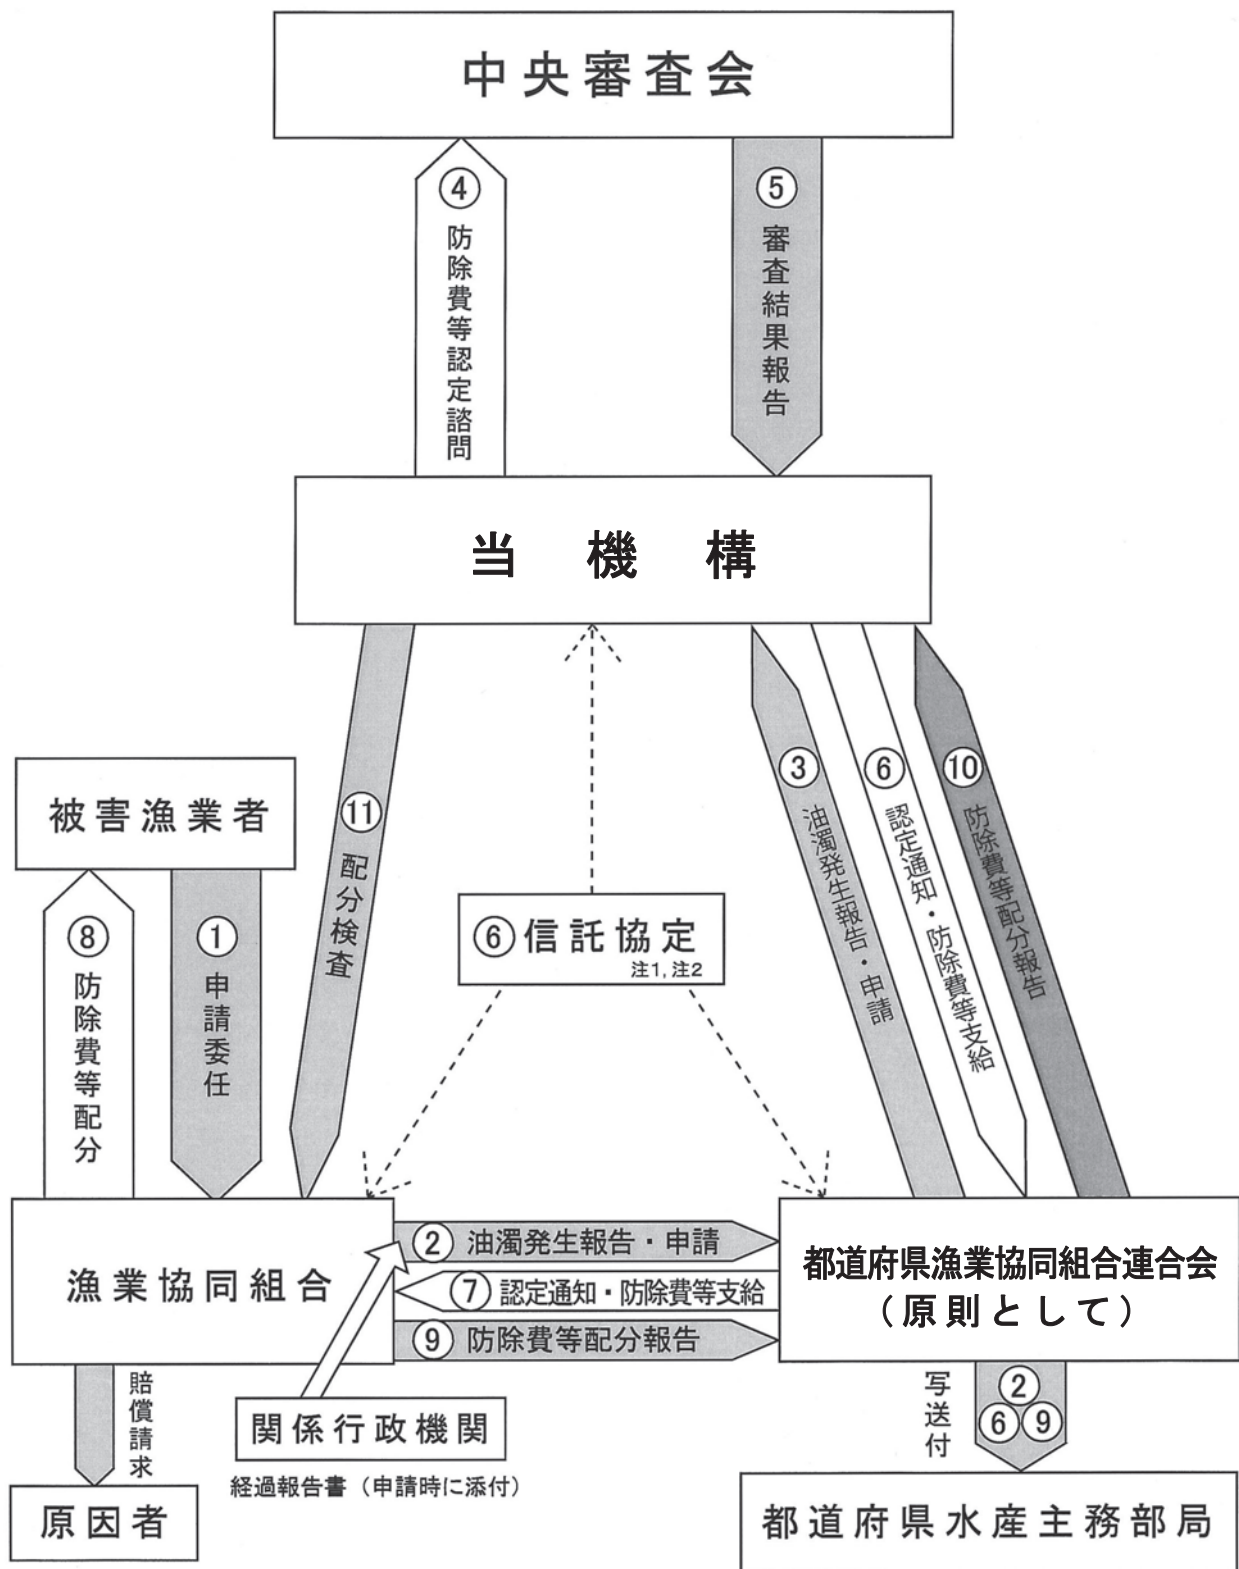 中央審査会
④防除費等認定諮問
⑤審査結果報告
当機構
③油濁発生報告・申請
⑥認定通知・防除費等支給
⑩防除費等配分報告
⑪配分検査
被害漁業者
⑧防除費等配分
①申請委任
⑥信託協定
注1, 注2
漁業協同組合
②油濁発生報告・申請
⑦認定通知・防除費等支給
⑨防除費等配分報告
都道府県漁業協同組合連合会
（原則として）
賠償請求
原因者
関係行政機関
経過報告書（申請時に添付）
写送付
②
⑥⑨
都道府県水産主務部局